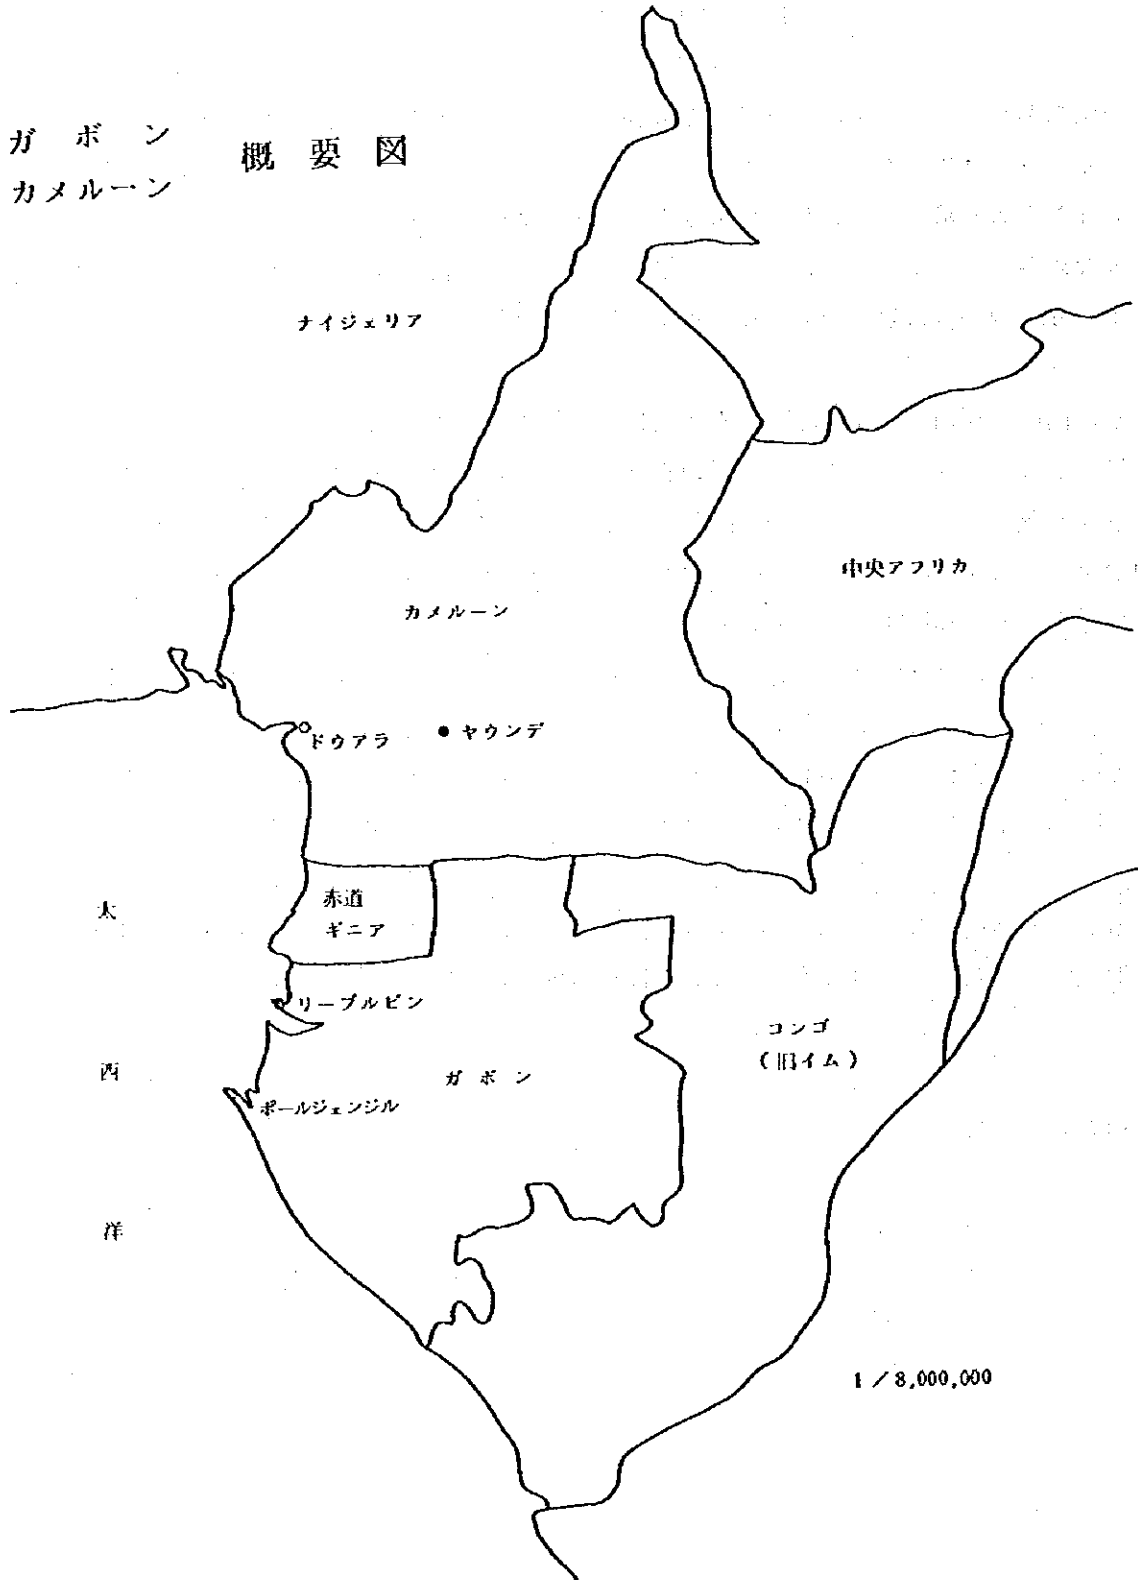 ガボン
カメルーン
概要図
ナイジェリア
中央アフリカ
カメルーン
ドゥアラ
ヤウンデ
赤道
ギニア
リーブルビン
コンゴ
(旧イム)
ガボン
ポールジェンジル
太西洋
1/8,000,000